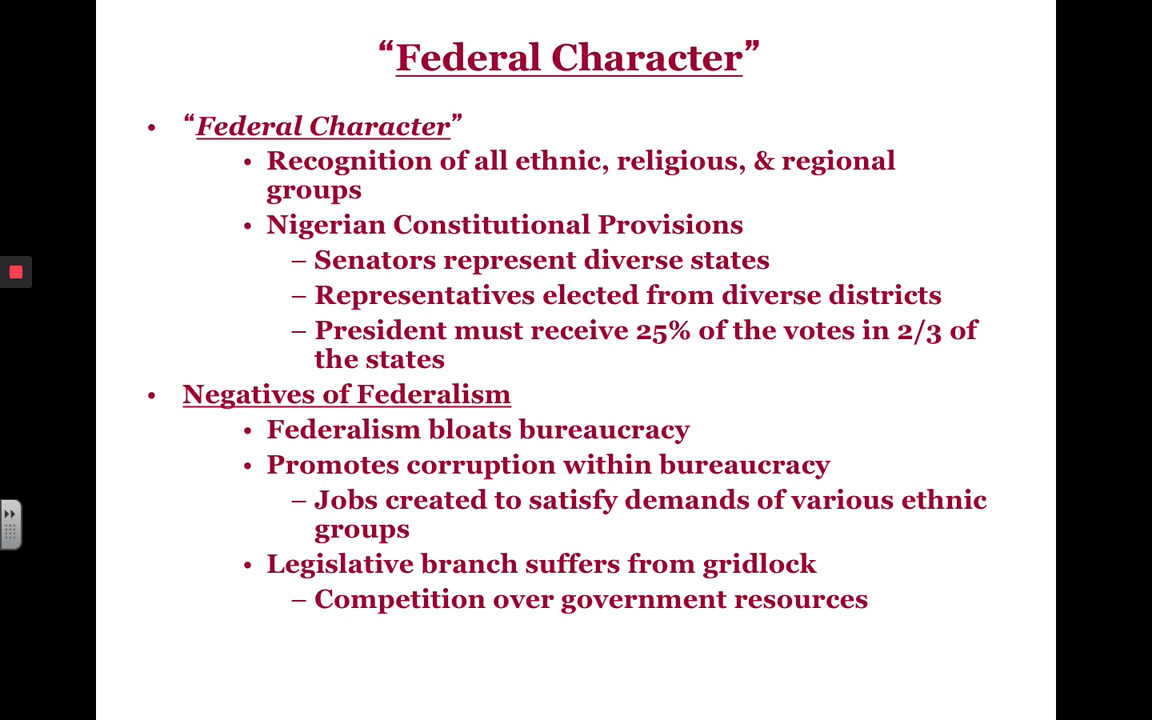 “Federal Character”
• “Federal Character”
• Recognition of all ethnic, religious, & regional
groups
• Nigerian Constitutional Provisions
– Senators represent diverse states
– Representatives elected from diverse districts
– President must receive 25% of the votes in 2/3 of
the states
• Negatives of Federalism
• Federalism bloats bureaucracy
• Promotes corruption within bureaucracy
– Jobs created to satisfy demands of various ethnic
groups
• Legislative branch suffers from gridlock
– Competition over government resources